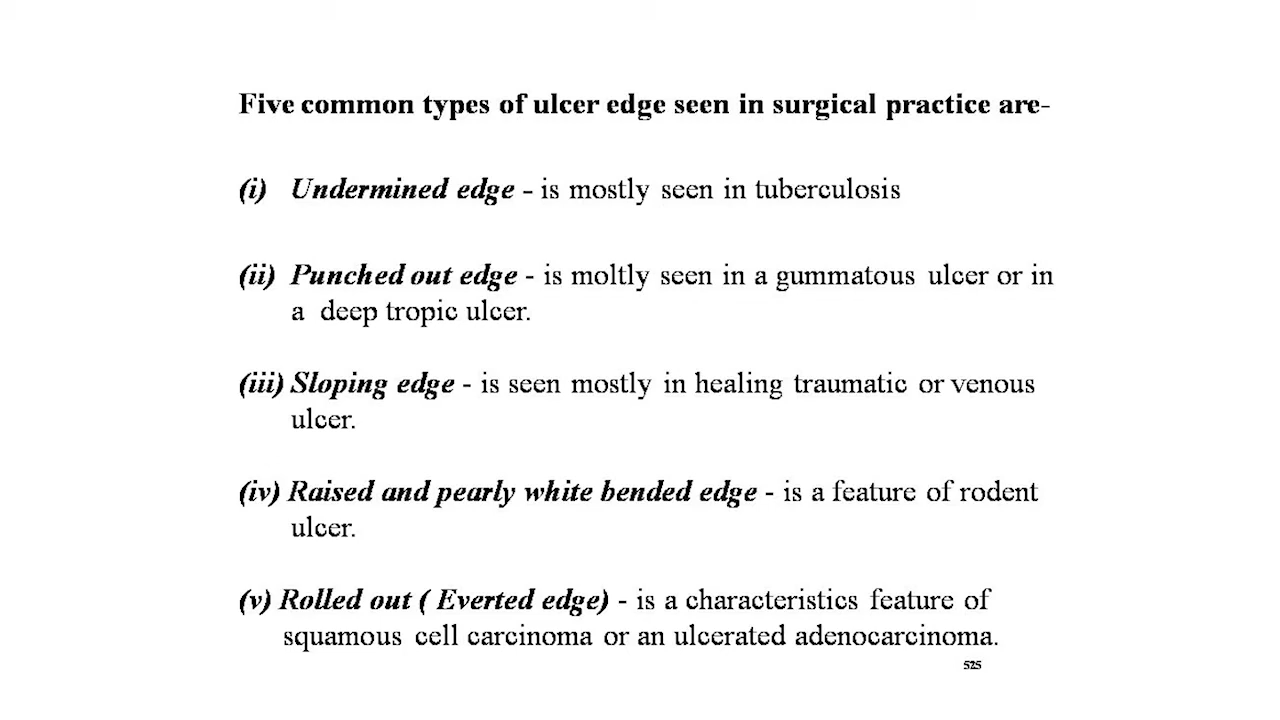 Five common types of ulcer edge seen in surgical practice are-
(i) Undermined edge - is mostly seen in tuberculosis
(ii) Punched out edge - is moltly seen in a gummatous ulcer or in
a deep tropic ulcer.
(iii) Sloping edge - is seen mostly in healing traumatic or venous
ulcer.
(iv) Raised and pearly white bended edge - is a feature of rodent
ulcer.
(v) Rolled out ( Everted edge) - is a characteristics feature of
squamous cell carcinoma or an ulcerated adenocarcinoma.
525